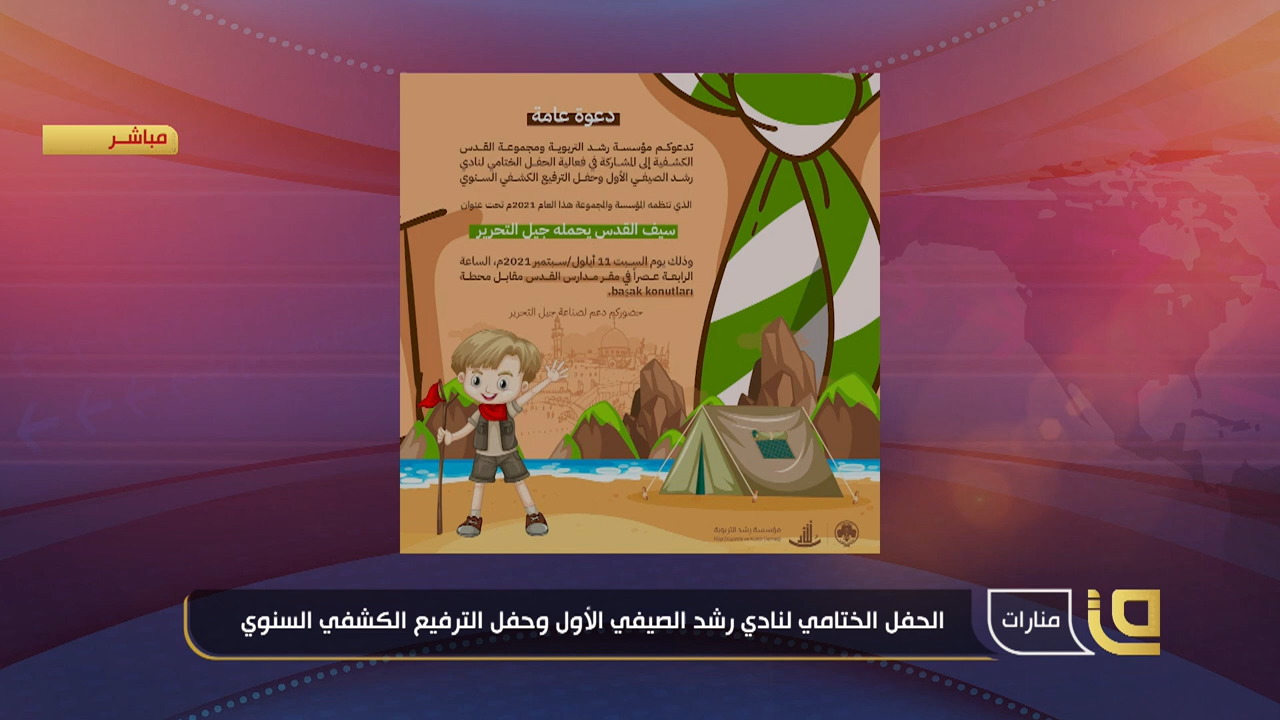 مباشر
دعوة عامة
تدعوكم مؤسسة رشد التربوية ومجموعة القدس
الكشفية إلى المشاركة في فعالية الحفل الختامي لنادي
رشد الصيفي الأول وحفل الترفيع الكشفي السنوي
الذي تنظمه المؤسسة والمجموعة هذا العام 2021م تحت عنوان
سيف القدس يحمله جيل التحرير
وذلك يوم السبت 11 أيلول/سبتمبر 2021م، الساعة
الرابعة عصراً في مقر مدارس القدس مقابل محطة
başak konutları.
حضوركم دعم لصناعة جيل التحرير
مؤسسة رشد التربوية
منارات
الحفل الختامي لنادي رشد الصيفي الأول وحفل الترفيع الكشفي السنوي